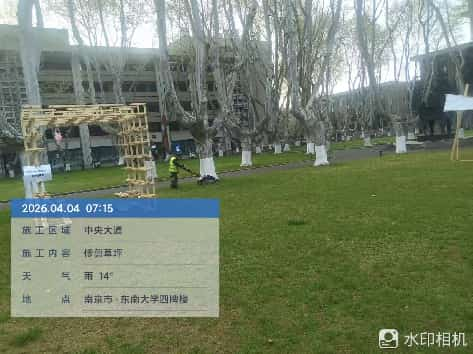 2026.04.04 07:15
施工区域 中央大道
施工内容 修剪草坪
天气 雨 14°
地点 南京市·东南大学四牌楼
水印相机